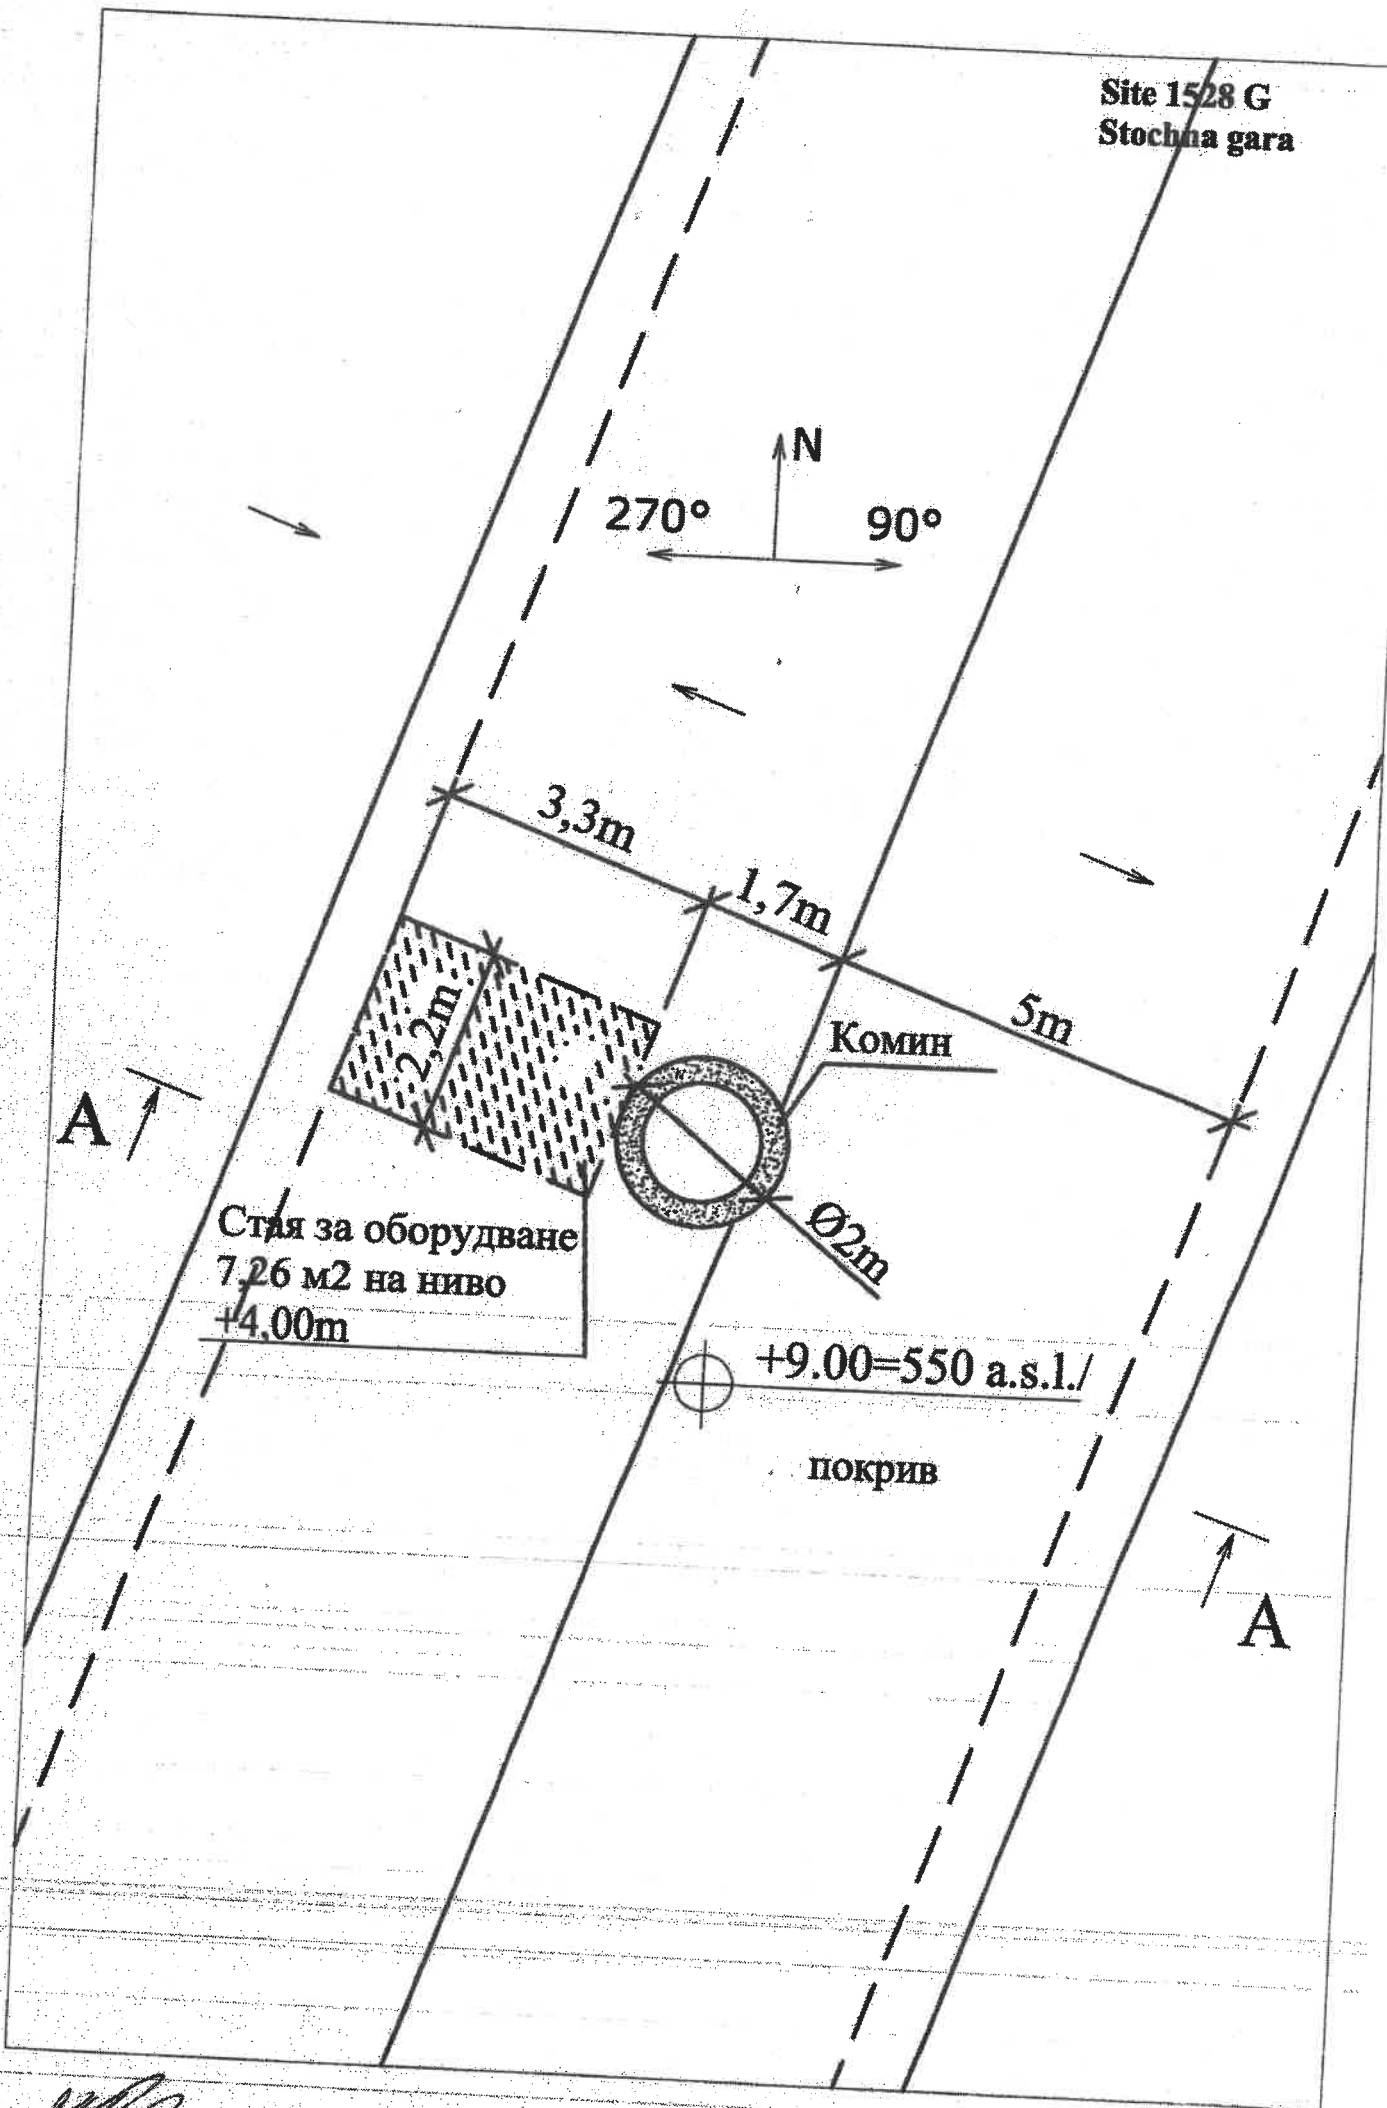 Site 1528 G
Stochna gara
N
270°
90°
3,3m
1,7m
5m
2,2m
Комин
A
Ø2m
Стая за оборудване
7,26 м2 на ниво
+4.00m
+9.00=550 a.s.l./
покрив
A